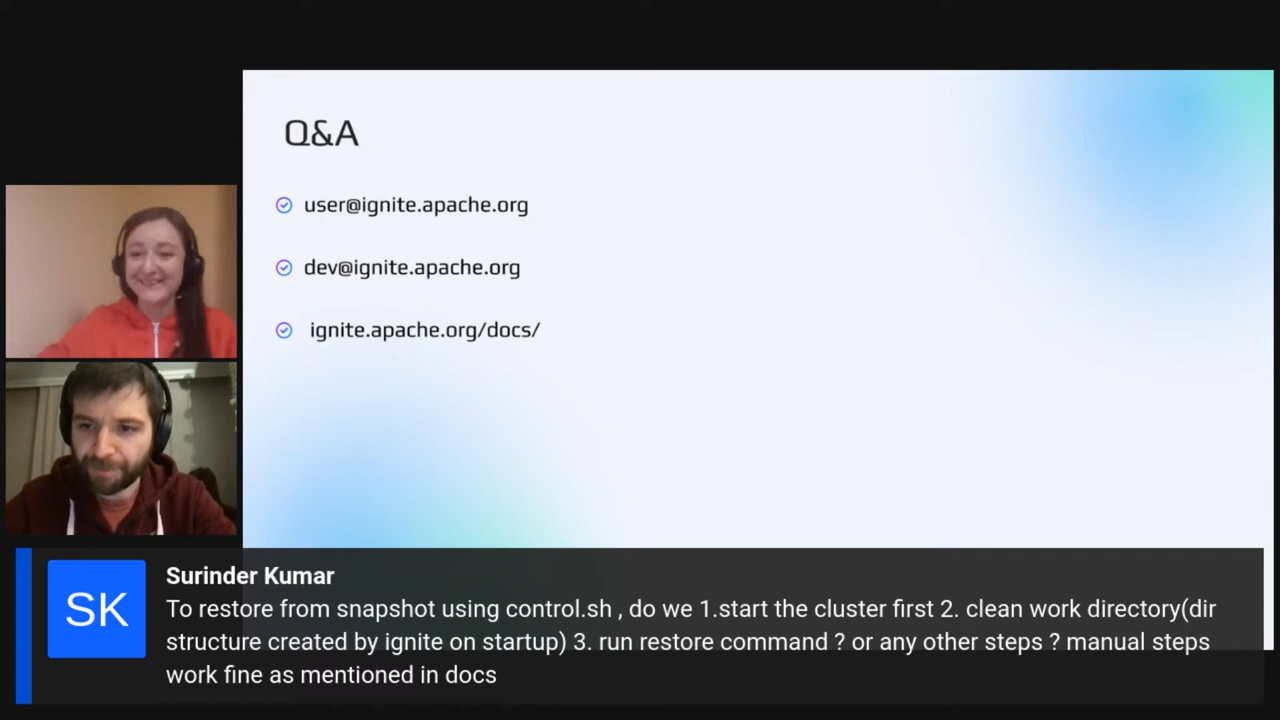 Q&A
user@ignite.apache.org
dev@ignite.apache.org
ignite.apache.org/docs/
SK
Surinder Kumar
To restore from snapshot using control.sh , do we 1.start the cluster first 2. clean work directory(dir
structure created by ignite on startup) 3. run restore command ? or any other steps ? manual steps
work fine as mentioned in docs